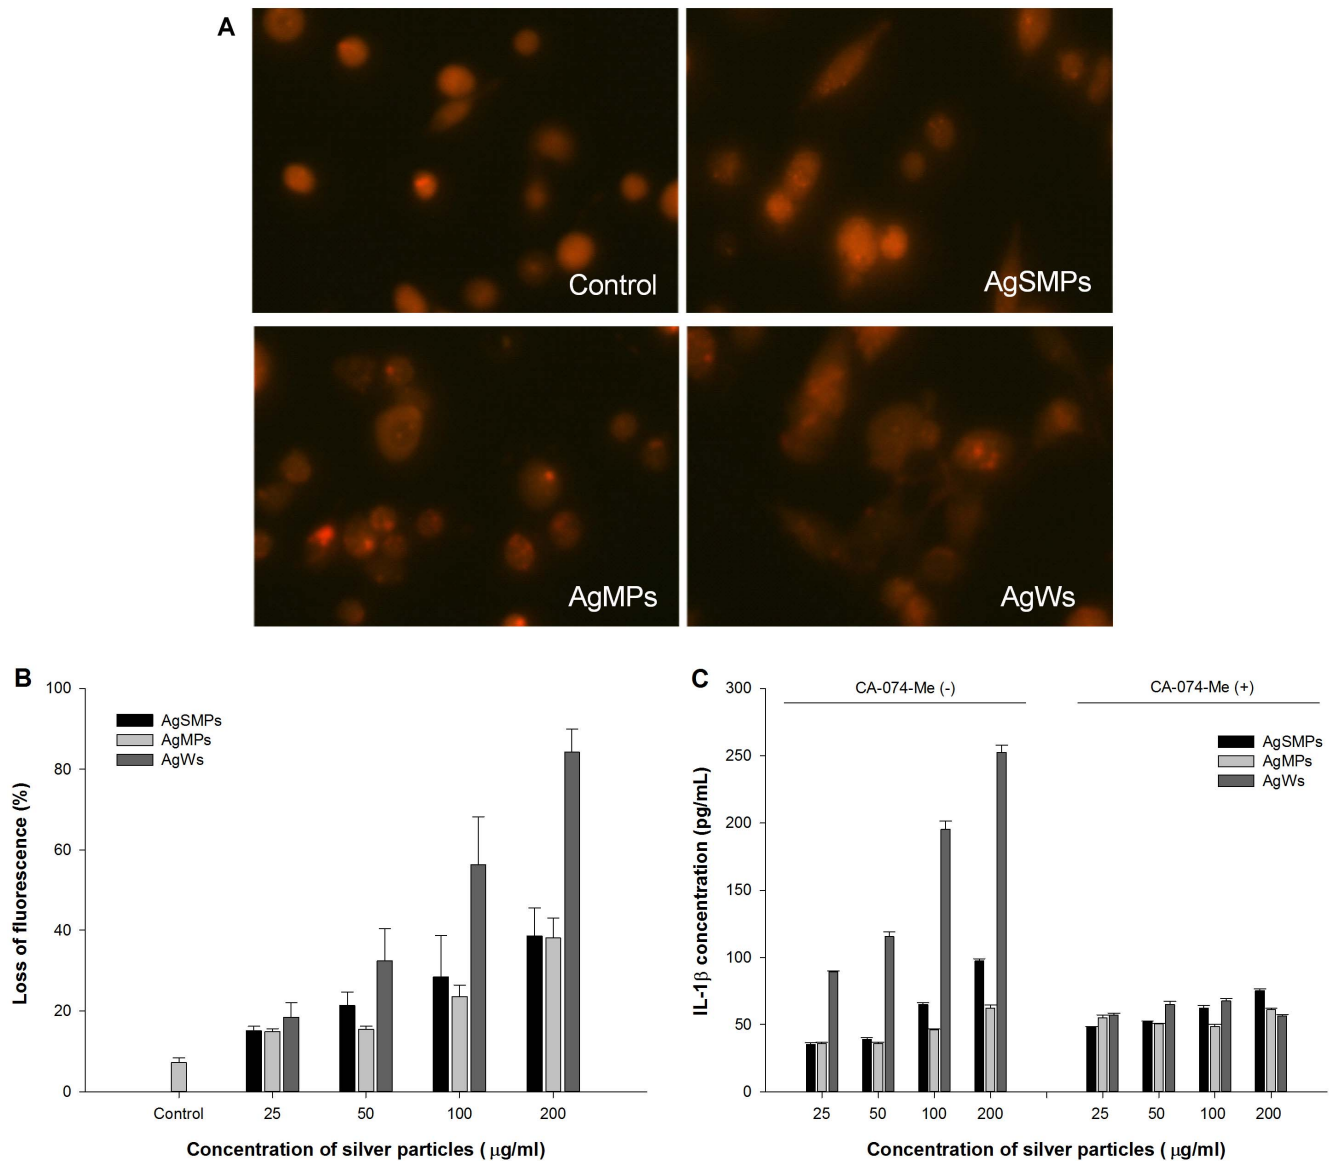 A
Control
AgSMPs
AgMPs
AgWs
B
100
80
60
40
20
0
Loss of fluorescence (%)
AgSMPs
AgMPs
AgWs
Control
25
50
100
200
Concentration of silver particles ( μg/ml)
C
CA-074-Me (-)
CA-074-Me (+)
300
250
200
150
100
50
0
IL-1β concentration (pg/mL)
AgSMPs
AgMPs
AgWs
25
50
100
200
25
50
100
200
Concentration of silver particles ( μg/ml)